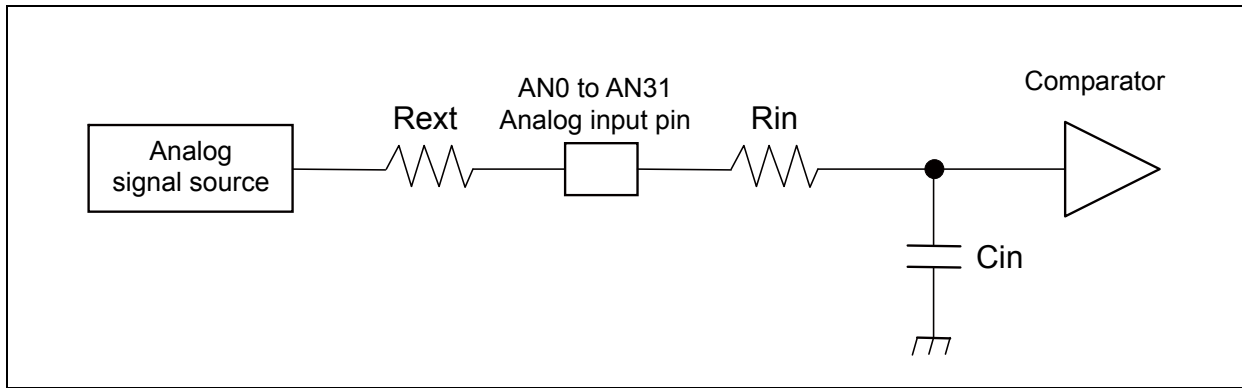 Analog
signal source
Rext
AN0 to AN31
Analog input pin
Rin
Comparator
Cin